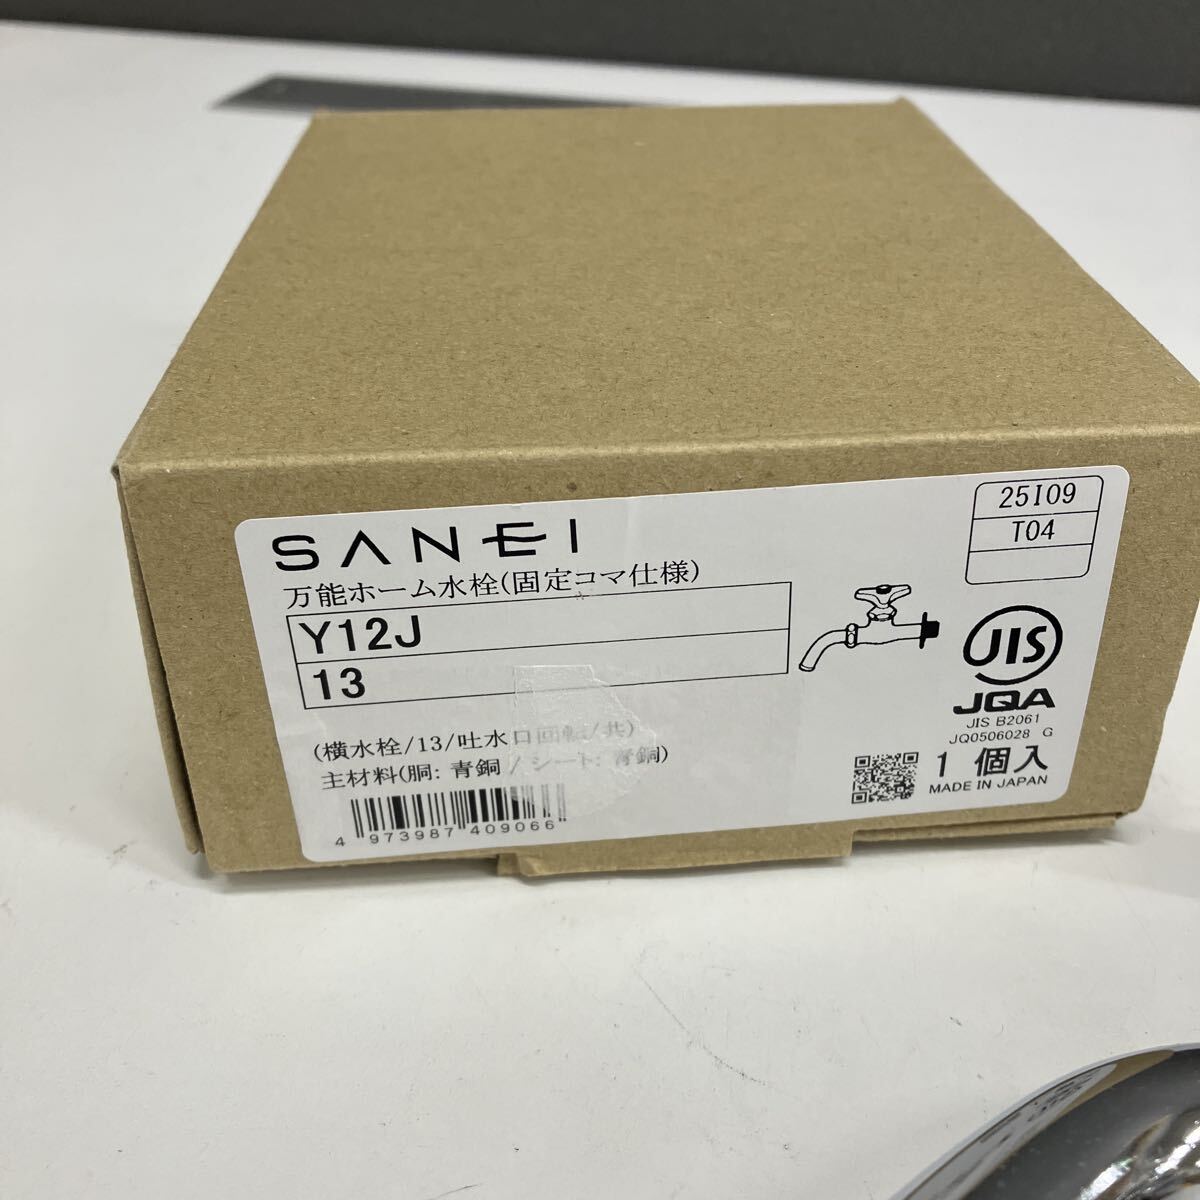 SANEI
万能ホーム水栓(固定コマ仕様)
Y12J
13
(横水栓/13/吐水口回転/共)
主材料(胴: 青銅 / シート: 青銅)
4 973987 409066
25I09
T04
JIS
JQA
JIS B2061
JQ0506028 G
1 個入
MADE IN JAPAN